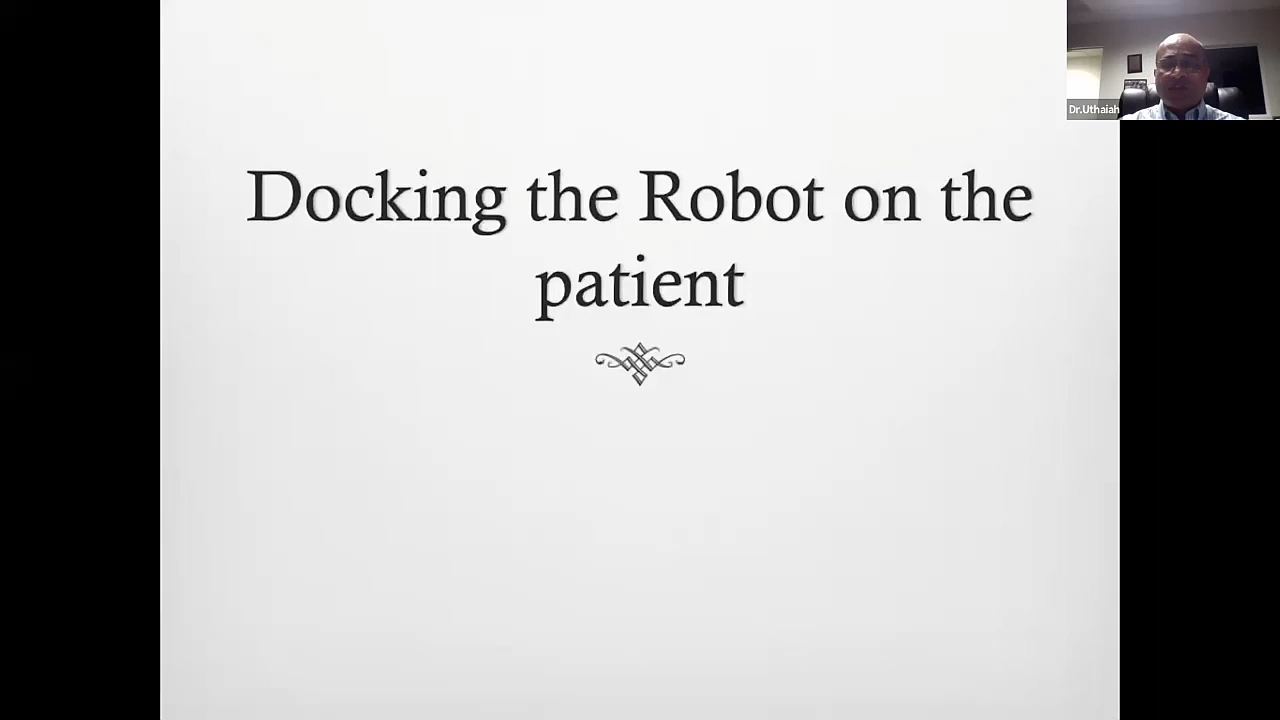 Docking the Robot on the
patient
Dr.Uthaiah